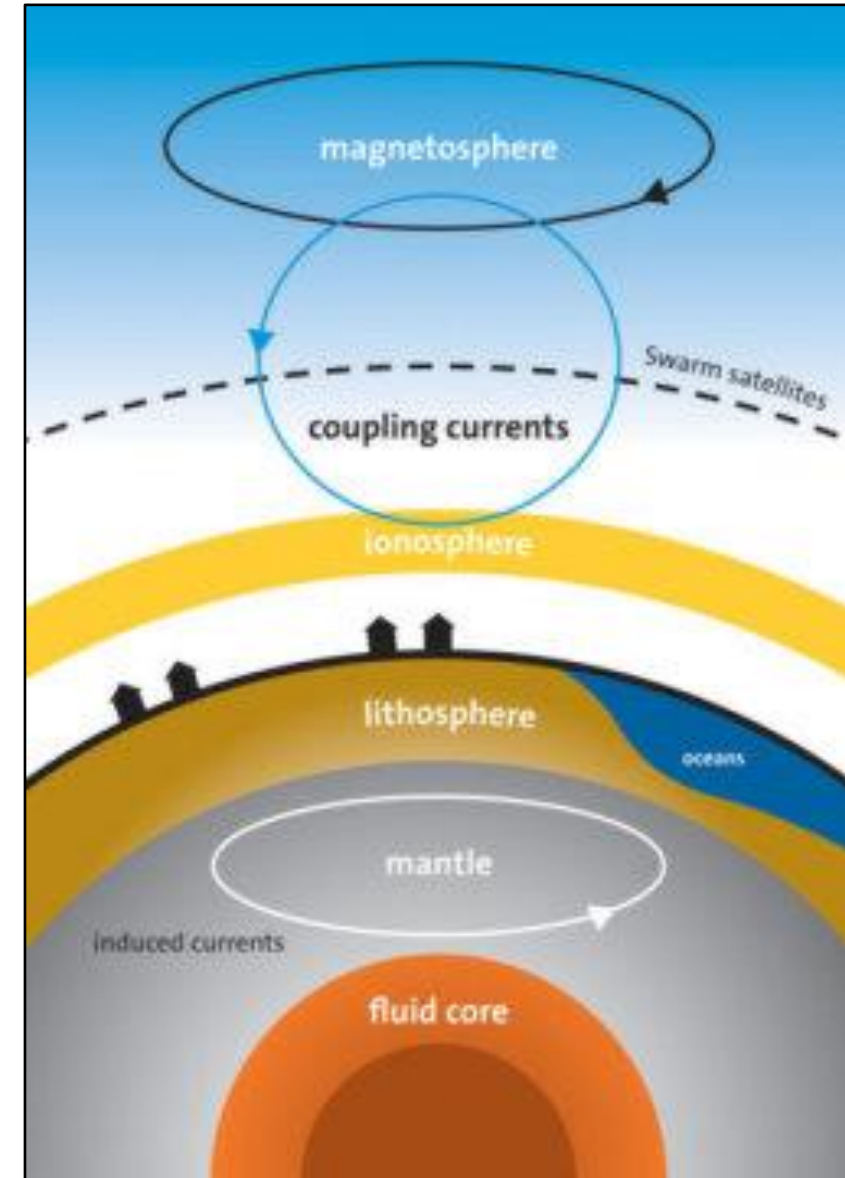 magnetosphere
Swarm satellites
coupling currents
ionosphere
lithosphere
oceans
mantle
induced currents
fluid core